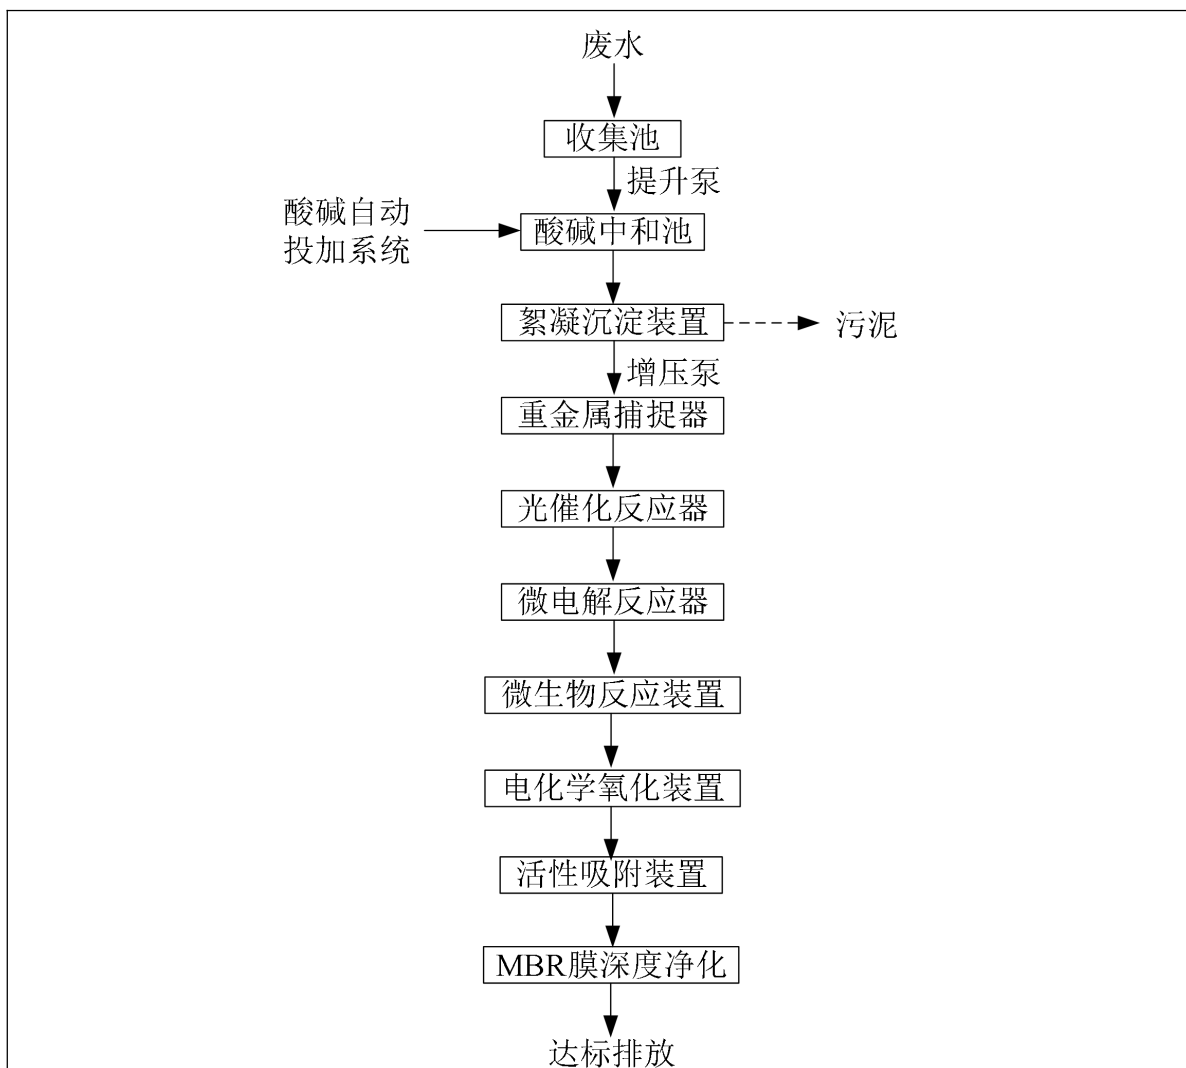 废水
收集池
提升泵
酸碱自动
投加系统
酸碱中和池
絮凝沉淀装置
污泥
增压泵
重金属捕捉器
光催化反应器
微电解反应器
微生物反应装置
电化学氧化装置
活性吸附装置
MBR膜深度净化
达标排放